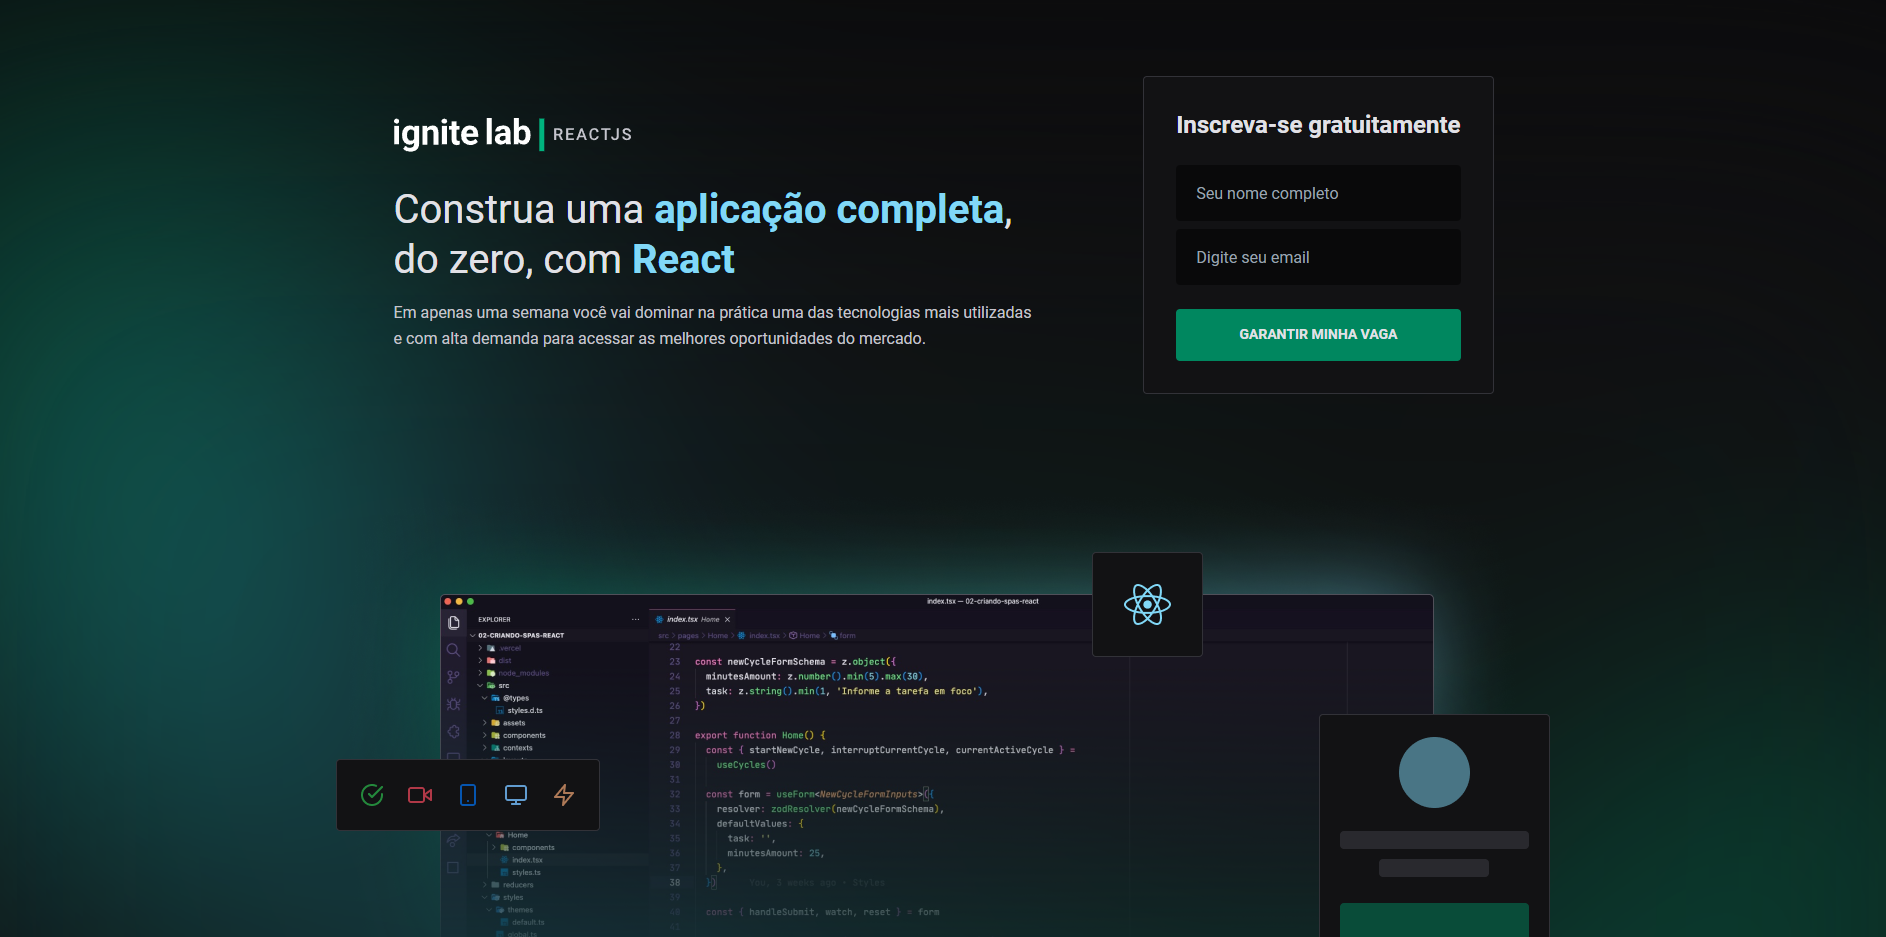 ignite lab | REACTJS
Construa uma aplicação completa,
do zero, com React
Em apenas uma semana você vai dominar na prática uma das tecnologias mais utilizadas
e com alta demanda para acessar as melhores oportunidades do mercado.
Inscreva-se gratuitamente
Seu nome completo
Digite seu email
GARANTIR MINHA VAGA
index.tsx — 02-criando-spas-react
EXPLORER ···
02-CRIANDO-SPAS-REACT
.vercel
dist
node_modules
src
@types
styles.d.ts
assets
components
contexts
Home
components
index.tsx
styles.ts
reducers
styles
themes
default.ts
global.ts
index.tsx Home ×
src > pages > Home > index.tsx > Home > form
22
23 const newCycleFormSchema = z.object({
24 minutesAmount: z.number().min(5).max(30),
25 task: z.string().min(1, 'Informe a tarefa em foco'),
26 })
27
28 export function Home() {
29 const { startNewCycle, interruptCurrentCycle, currentActiveCycle } =
30 useCycles()
31
32 const form = useForm<NewCycleFormInputs>({
33 resolver: zodResolver(newCycleFormSchema),
34 defaultValues: {
35 task: '',
36 minutesAmount: 25,
37 },
38 }) You, 3 weeks ago • Styles
39
40 const { handleSubmit, watch, reset } = form
41